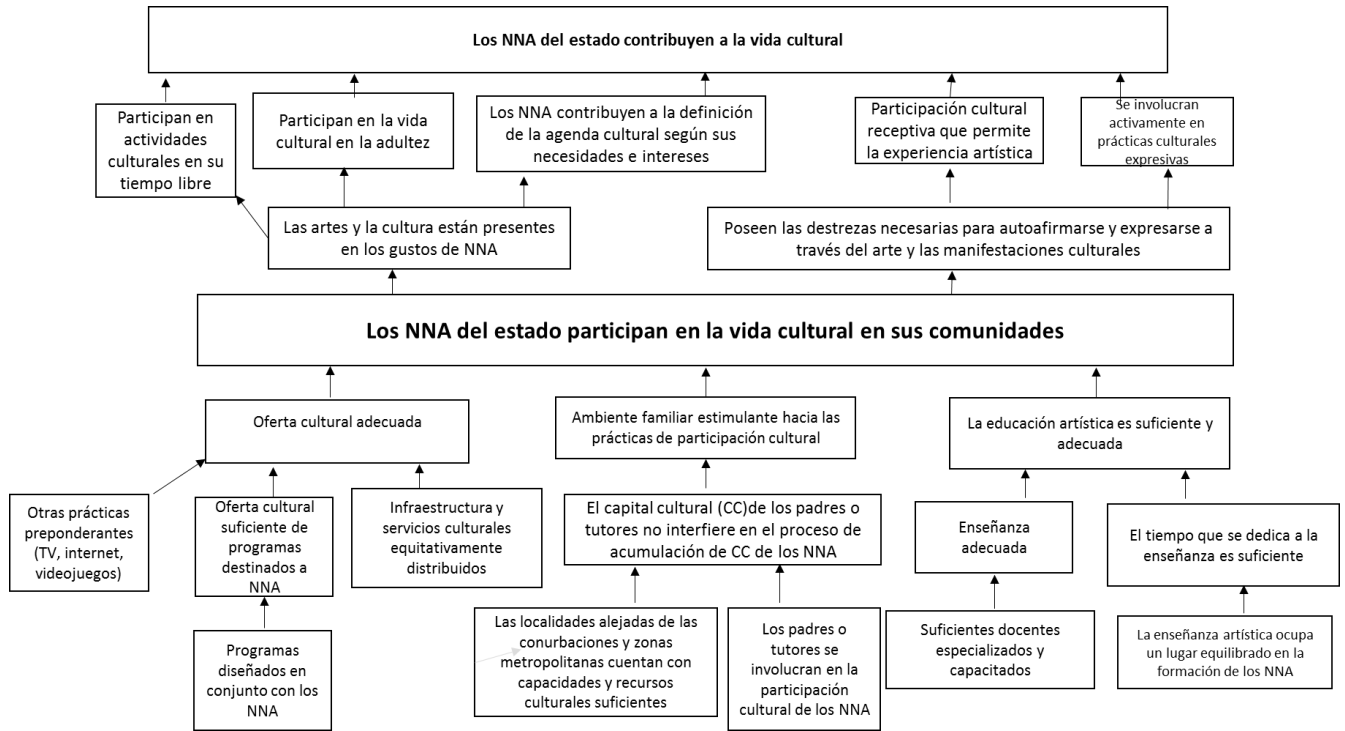 Los NNA del estado contribuyen a la vida cultural
Participan en
actividades
culturales en su
tiempo libre
Participan en la vida
cultural en la adultez
Los NNA contribuyen a la definición
de la agenda cultural según sus
necesidades e intereses
Participación cultural
receptiva que permite
la experiencia artística
Se involucran
activamente en
prácticas culturales
expresivas
Las artes y la cultura están presentes
en los gustos de NNA
Poseen las destrezas necesarias para autoafirmarse y expresarse a
través del arte y las manifestaciones culturales
Los NNA del estado participan en la vida cultural en sus comunidades
Oferta cultural adecuada
Ambiente familiar estimulante hacia las
prácticas de participación cultural
La educación artística es suficiente y
adecuada
Otras prácticas
preponderantes
(TV, internet,
videojuegos)
Oferta cultural
suficiente de
programas
destinados a
NNA
Infraestructura y
servicios culturales
equitativamente
distribuidos
El capital cultural (CC)de los padres o
tutores no interfiere en el proceso de
acumulación de CC de los NNA
Enseñanza
adecuada
El tiempo que se dedica a la
enseñanza es suficiente
Programas
diseñados en
conjunto con los
NNA
Las localidades alejadas de las
conurbaciones y zonas
metropolitanas cuentan con
capacidades y recursos
culturales suficientes
Los padres o
tutores se
involucran en la
participación
cultural de los NNA
Suficientes docentes
especializados y
capacitados
La enseñanza artística ocupa
un lugar equilibrado en la
formación de los NNA